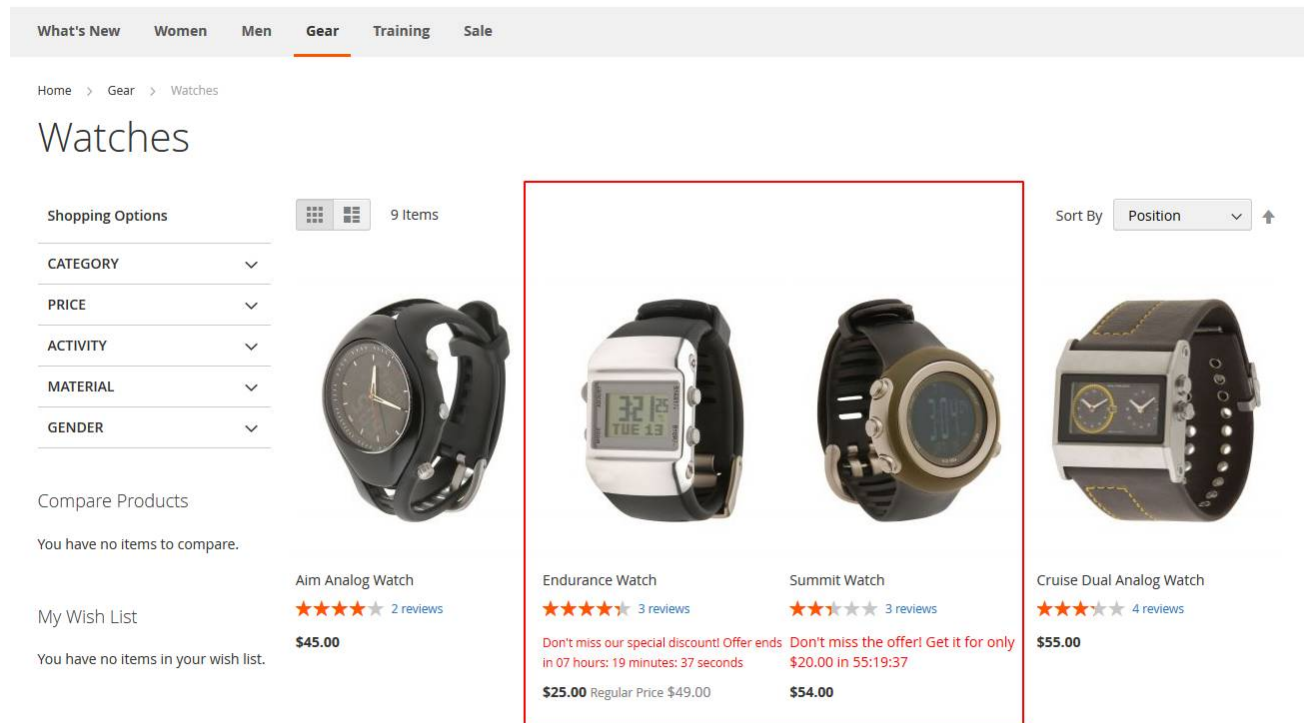 What's New Women Men Gear Training Sale
Home > Gear > Watches
Watches
Shopping Options
CATEGORY
PRICE
ACTIVITY
MATERIAL
GENDER
Compare Products
You have no items to compare.
My Wish List
You have no items in your wish list.
9 Items
Sort By Position
Aim Analog Watch
2 reviews
$45.00
Endurance Watch
3 reviews
Don't miss our special discount! Offer ends
in 07 hours: 19 minutes: 37 seconds
$25.00 Regular Price $49.00
TUE 13
Summit Watch
3 reviews
Don't miss the offer! Get it for only
$20.00 in 55:19:37
$54.00
Cruise Dual Analog Watch
4 reviews
$55.00